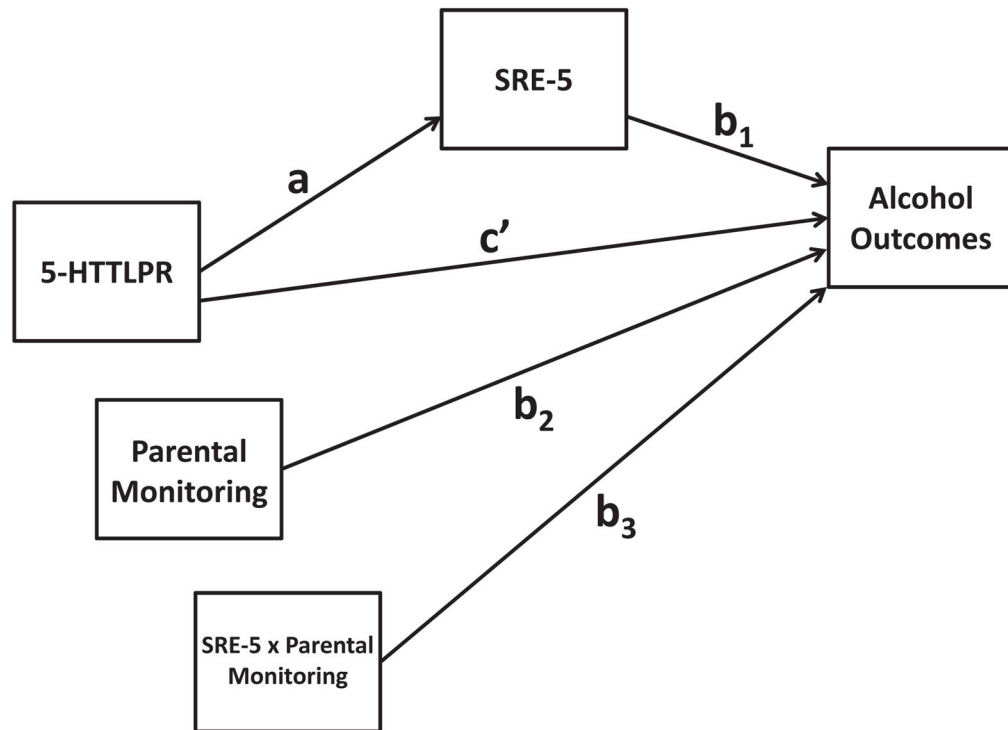 SRE-5
b₁
a
Alcohol
Outcomes
c’
5-HTTLPR
b₂
Parental
Monitoring
b₃
SRE-5 x Parental
Monitoring